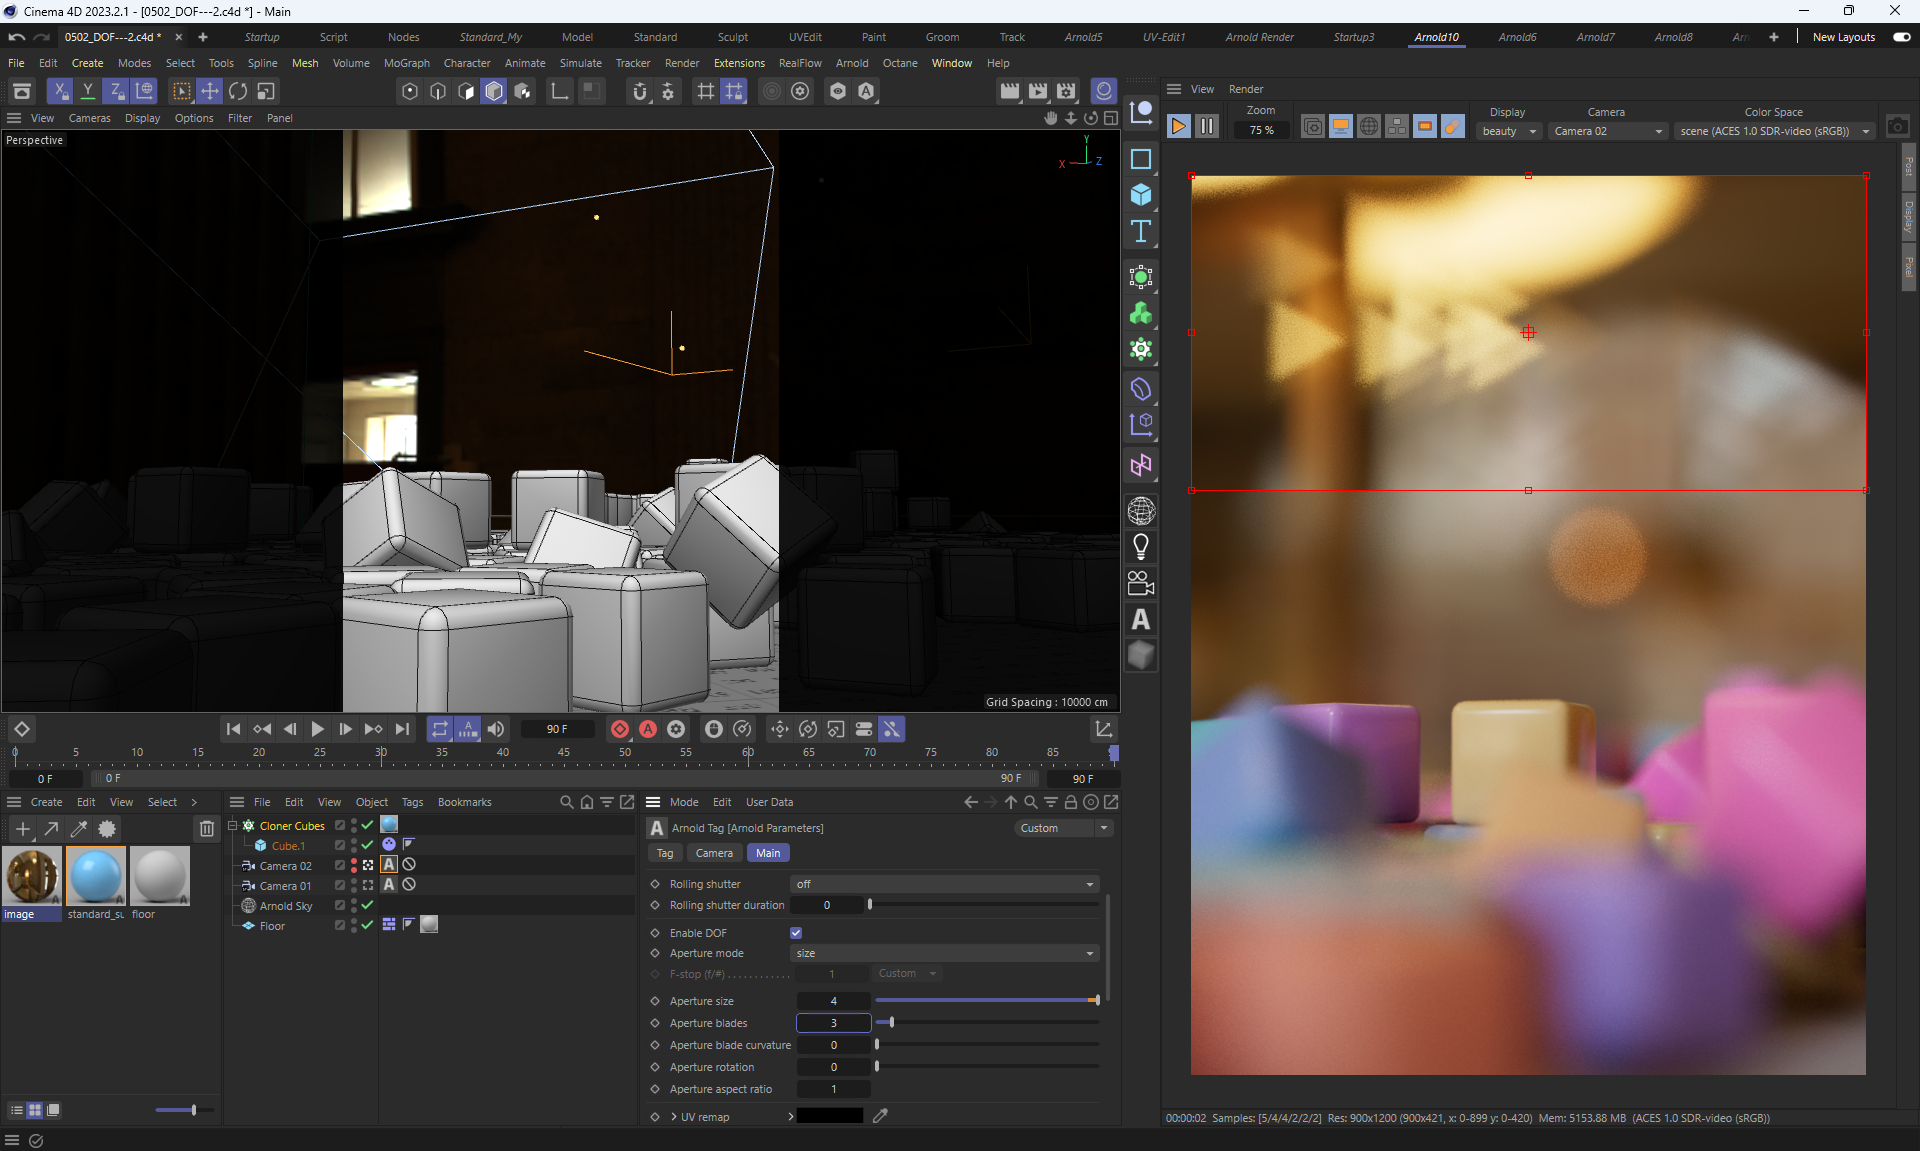 Cinema 4D 2023.2.1 - [0502_DOF---2.c4d *] - Main
0502_DOF---2.c4d * Startup Script Nodes Standard_My Model Standard Sculpt UVEdit Paint Groom Track Arnold5 UV-Edit1 Arnold Render Startup3 Arnold10 Arnold6 Arnold7 Arnold8 New Layouts
File Edit Create Modes Select Tools Spline Mesh Volume MoGraph Character Animate Simulate Tracker Render Extensions RealFlow Arnold Octane Window Help
X Y Z
View Cameras Display Options Filter Panel
Perspective
Y
X Z
Grid Spacing : 10000 cm
View Render
Zoom Display Camera Color Space
75 % beauty Camera 02 scene (ACES 1.0 SDR-video (sRGB))
Post
Display
Pixel
90 F
0 5 10 15 20 25 30 35 40 45 50 55 60 65 70 75 80 85
0 F 0 F 90 F 90 F
Create Edit View Select
image standard_su floor
File Edit View Object Tags Bookmarks
Cloner Cubes
Cube.1
Camera 02
Camera 01
Arnold Sky
Floor
Mode Edit User Data
Arnold Tag [Arnold Parameters] Custom
Tag Camera Main
Rolling shutter off
Rolling shutter duration 0
Enable DOF
Aperture mode size
F-stop (f/#) . . . . . . . . . . . . 1 Custom
Aperture size 4
Aperture blades 3
Aperture blade curvature 0
Aperture rotation 0
Aperture aspect ratio 1
UV remap
00:00:02 Samples: [5/4/4/2/2/2] Res: 900x1200 (900x421, x: 0-899 y: 0-420) Mem: 5153.88 MB (ACES 1.0 SDR-video (sRGB))